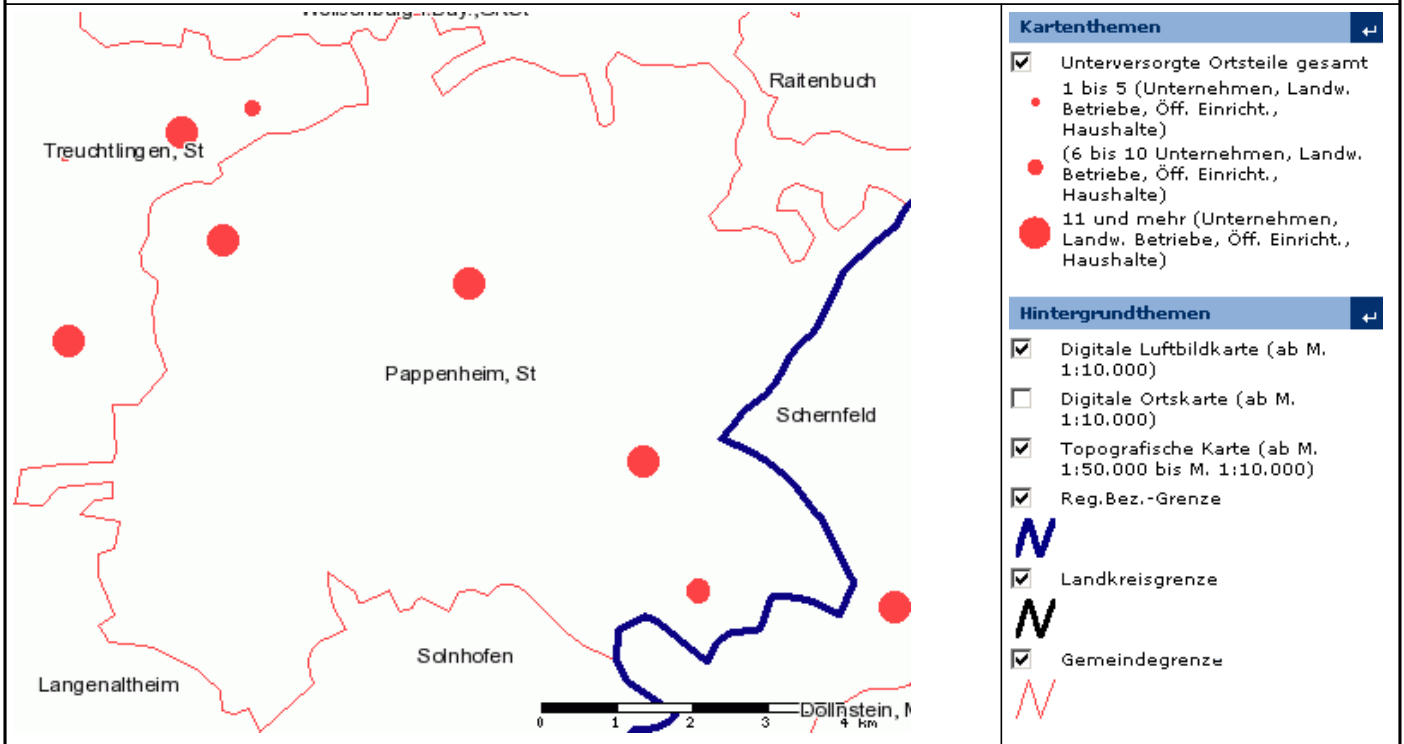 Raitenbuch
Treuchtlingen, St
Pappenheim, St
Schernfeld
Solnhofen
Langenaltheim
0 1 2 3 4 km
Kartenthemen
Unterversorgte Ortsteile gesamt
1 bis 5 (Unternehmen, Landw.
Betriebe, Öff. Einricht.,
Haushalte)
(6 bis 10 Unternehmen, Landw.
Betriebe, Öff. Einricht.,
Haushalte)
11 und mehr (Unternehmen,
Landw. Betriebe, Öff. Einricht.,
Haushalte)
Hintergrundthemen
Digitale Luftbildkarte (ab M.
1:10.000)
Digitale Ortskarte (ab M.
1:10.000)
Topografische Karte (ab M.
1:50.000 bis M. 1:10.000)
Reg.Bez.-Grenze
Landkreisgrenze
Gemeindegrenze